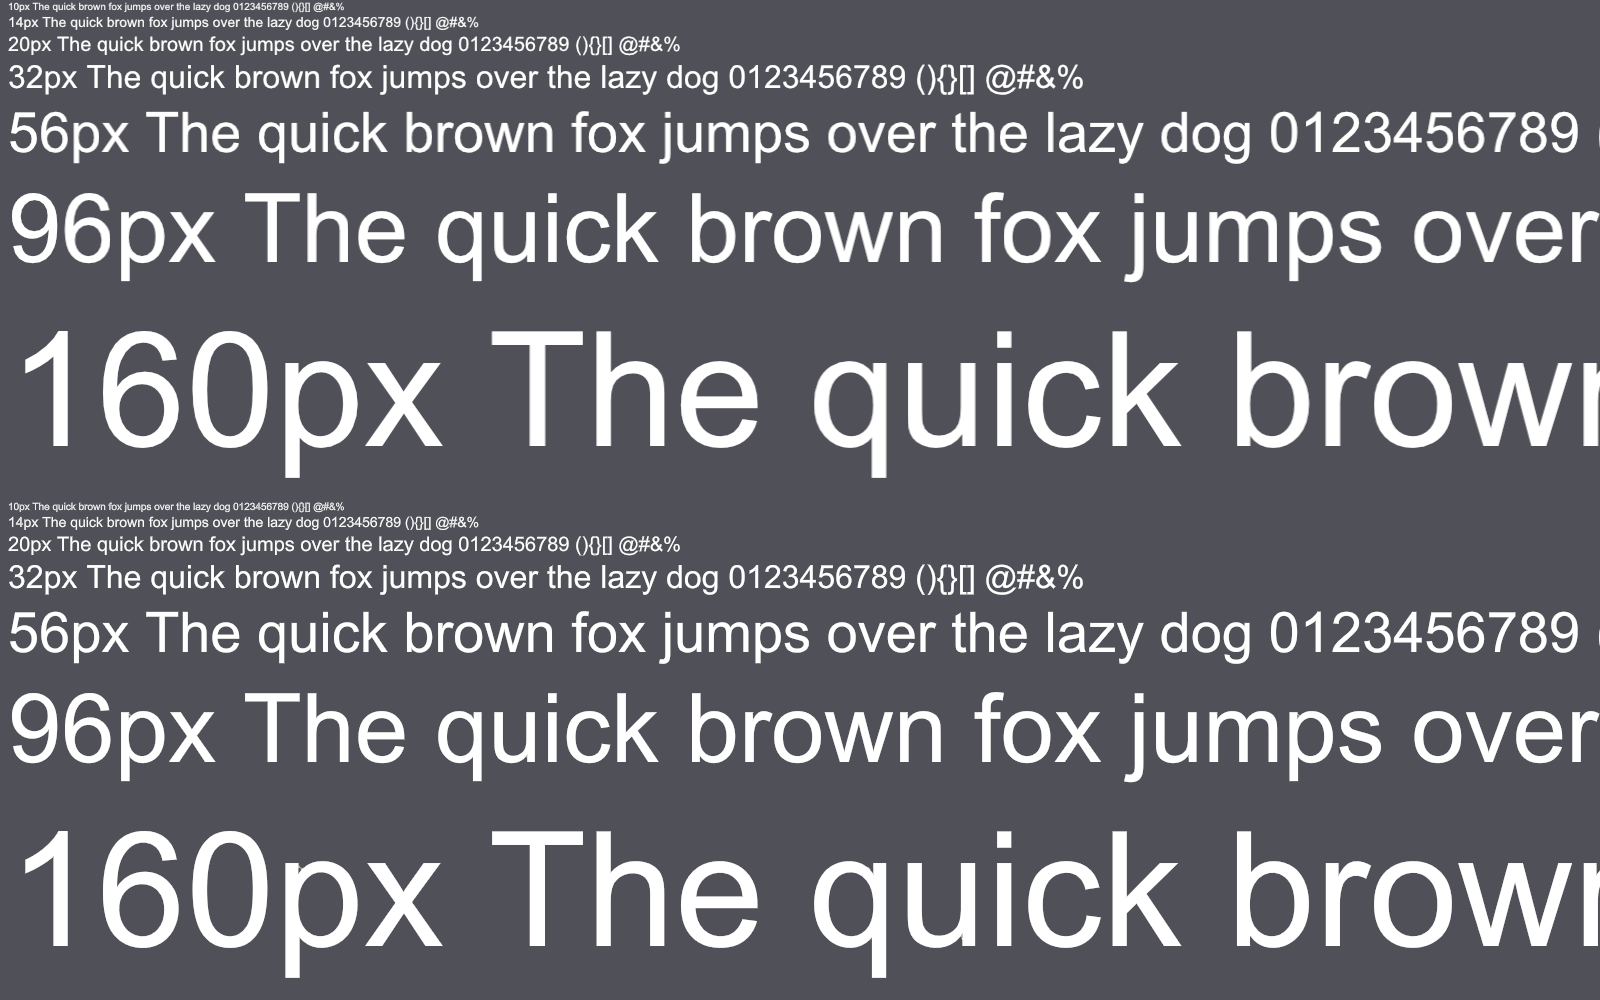 10px The quick brown fox jumps over the lazy dog 0123456789 (){}[] @#&%
14px The quick brown fox jumps over the lazy dog 0123456789 (){}[] @#&%
20px The quick brown fox jumps over the lazy dog 0123456789 (){}[] @#&%
32px The quick brown fox jumps over the lazy dog 0123456789 (){}[] @#&%
56px The quick brown fox jumps over the lazy dog 0123456789 (
96px The quick brown fox jumps over
160px The quick brown
10px The quick brown fox jumps over the lazy dog 0123456789 (){}[] @#&%
14px The quick brown fox jumps over the lazy dog 0123456789 (){}[] @#&%
20px The quick brown fox jumps over the lazy dog 0123456789 (){}[] @#&%
32px The quick brown fox jumps over the lazy dog 0123456789 (){}[] @#&%
56px The quick brown fox jumps over the lazy dog 0123456789 (
96px The quick brown fox jumps over
160px The quick brown